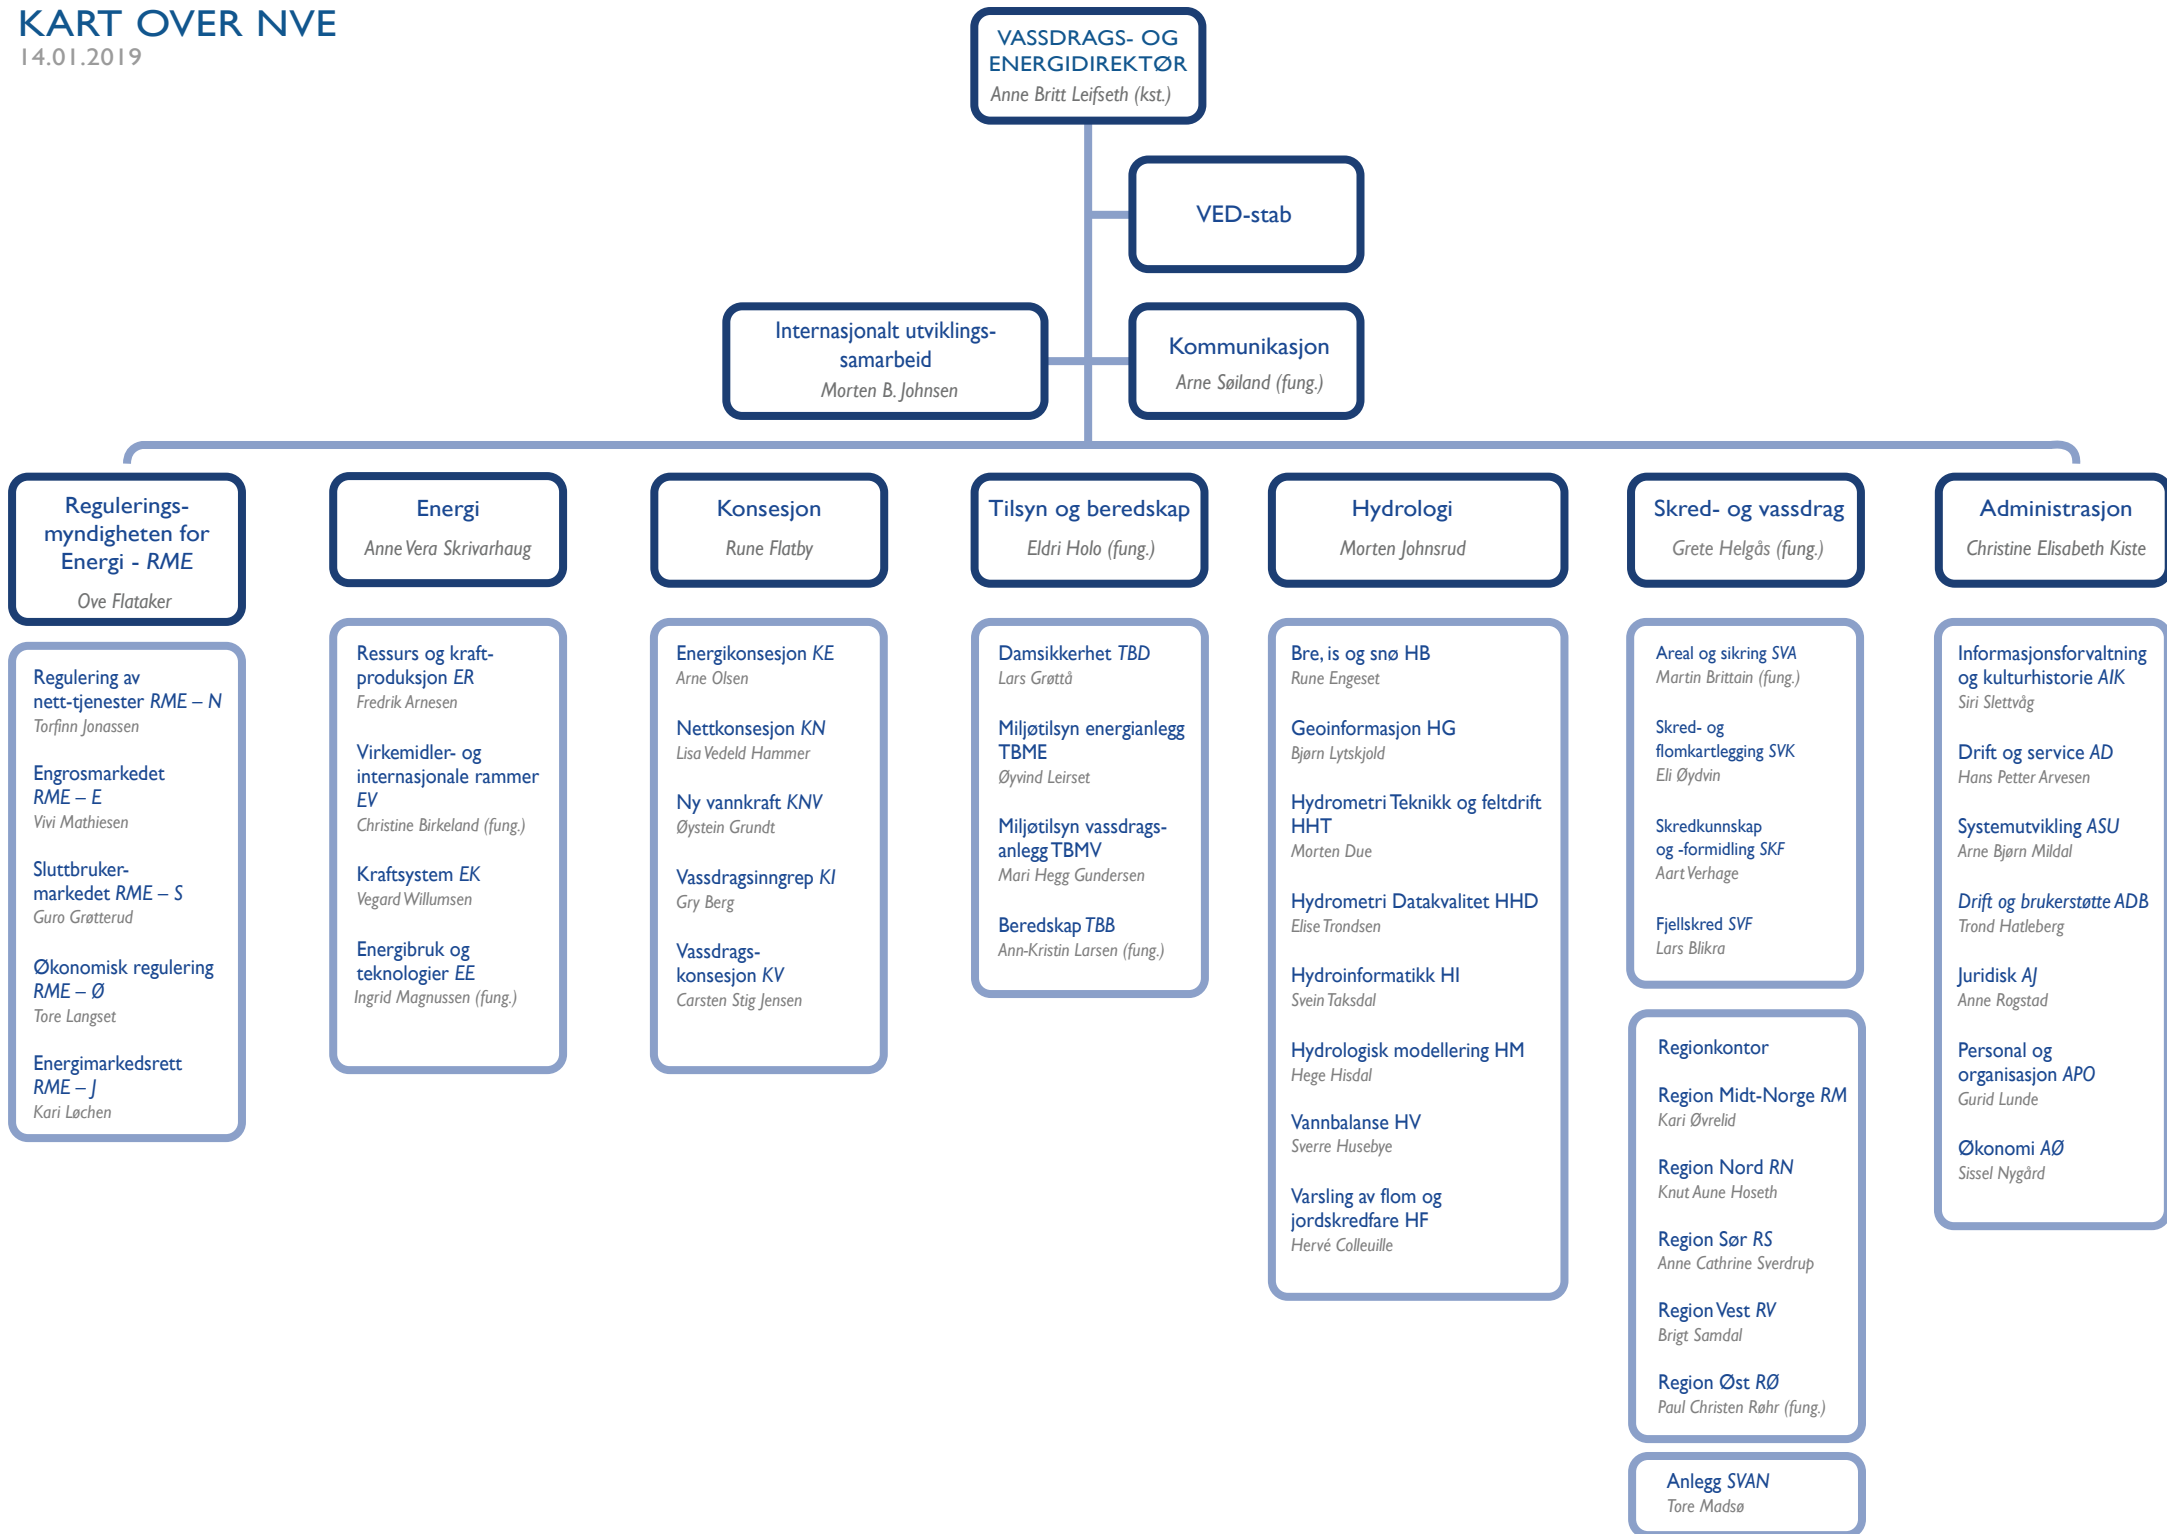 KART OVER NVE
14.01.2019
VASSDRAGS- OG
ENERGIDIREKTØR
Anne Britt Leifseth (kst.)
VED-stab
Internasjonalt utviklings-
samarbeid
Morten B. Johnsen
Kommunikasjon
Arne Søiland (fung.)
Regulerings-
myndigheten for
Energi - RME
Ove Flataker
Regulering av
nett-tjenester RME – N
Torfinn Jonassen
Engrosmarkedet
RME – E
Vivi Mathiesen
Sluttbruker-
markedet RME – S
Guro Grøtterud
Økonomisk regulering
RME – Ø
Tore Langset
Energimarkedsrett
RME – J
Kari Løchen
Energi
Anne Vera Skrivarhaug
Ressurs og kraft-
produksjon ER
Fredrik Arnesen
Virkemidler- og
internasjonale rammer
EV
Christine Birkeland (fung.)
Kraftsystem EK
Vegard Willumsen
Energibruk og
teknologier EE
Ingrid Magnussen (fung.)
Konsesjon
Rune Flatby
Energikonsesjon KE
Arne Olsen
Nettkonsesjon KN
Lisa Vedeld Hammer
Ny vannkraft KNV
Øystein Grundt
Vassdragsinngrep KI
Gry Berg
Vassdrags-
konsesjon KV
Carsten Stig Jensen
Tilsyn og beredskap
Eldri Holo (fung.)
Damsikkerhet TBD
Lars Grøttå
Miljøtilsyn energianlegg
TBME
Øyvind Leirset
Miljøtilsyn vassdrags-
anlegg TBMV
Mari Hegg Gundersen
Beredskap TBB
Ann-Kristin Larsen (fung.)
Hydrologi
Morten Johnsrud
Bre, is og snø HB
Rune Engeset
Geoinformasjon HG
Bjørn Lytskjold
Hydrometri Teknikk og feltdrift
HHT
Morten Due
Hydrometri Datakvalitet HHD
Elise Trondsen
Hydroinformatikk HI
Svein Taksdal
Hydrologisk modellering HM
Hege Hisdal
Vannbalanse HV
Sverre Husebye
Varsling av flom og
jordskredfare HF
Hervé Colleuille
Skred- og vassdrag
Grete Helgås (fung.)
Areal og sikring SVA
Martin Brittain (fung.)
Skred- og
flomkartlegging SVK
Eli Øydvin
Skredkunnskap
og -formidling SKF
Aart Verhage
Fjellskred SVF
Lars Blikra
Regionkontor
Region Midt-Norge RM
Kari Øvrelid
Region Nord RN
Knut Aune Hoseth
Region Sør RS
Anne Cathrine Sverdrup
Region Vest RV
Brigt Samdal
Region Øst RØ
Paul Christen Røhr (fung.)
Anlegg SVAN
Tore Madsø
Administrasjon
Christine Elisabeth Kiste
Informasjonsforvaltning
og kulturhistorie AIK
Siri Slettvåg
Drift og service AD
Hans Petter Arvesen
Systemutvikling ASU
Arne Bjørn Mildal
Drift og brukerstøtte ADB
Trond Hatleberg
Juridisk AJ
Anne Rogstad
Personal og
organisasjon APO
Gurid Lunde
Økonomi AØ
Sissel Nygård